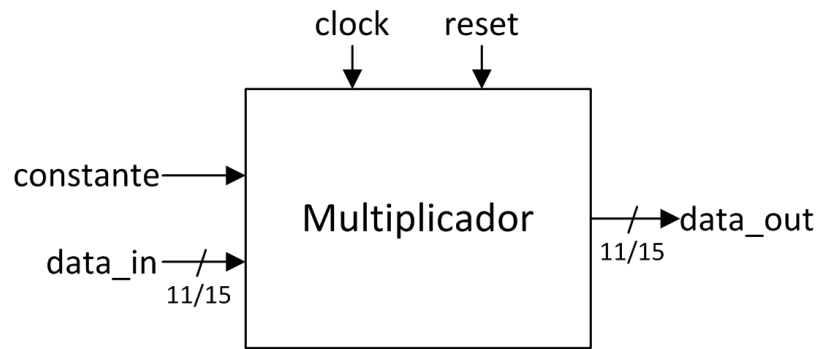 clock reset
constante
Multiplicador
data_out
11/15
data_in
11/15